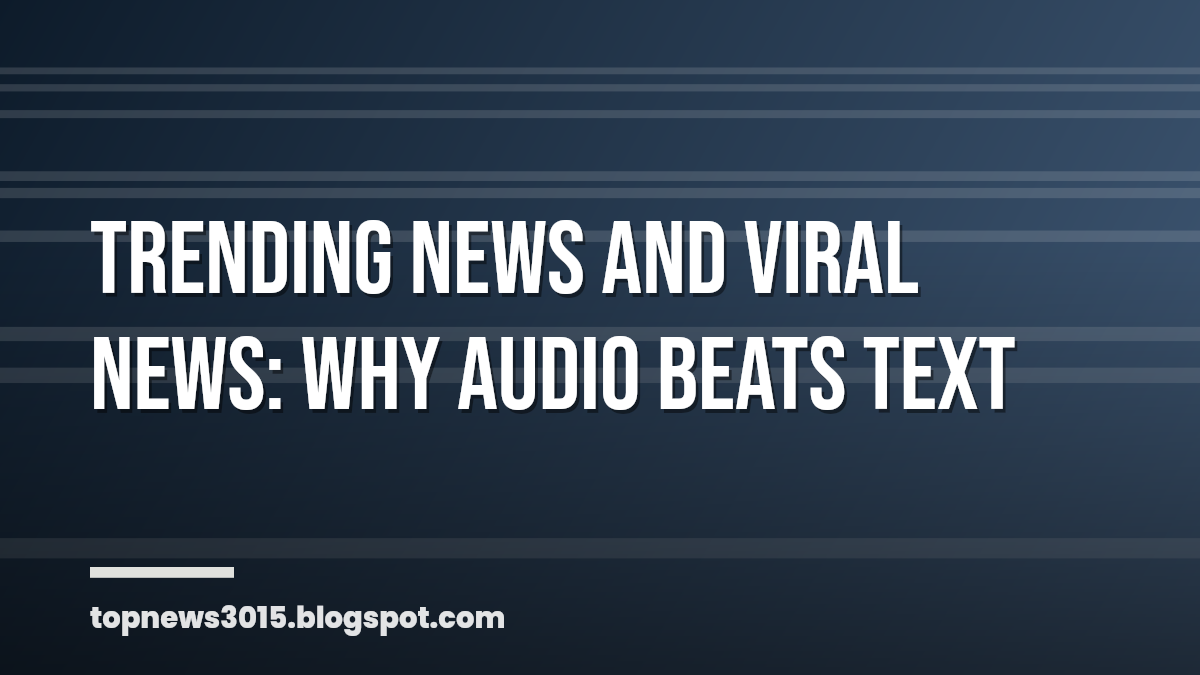 TRENDING NEWS AND VIRAL
NEWS: WHY AUDIO BEATS TEXT
topnews3015.blogspot.com